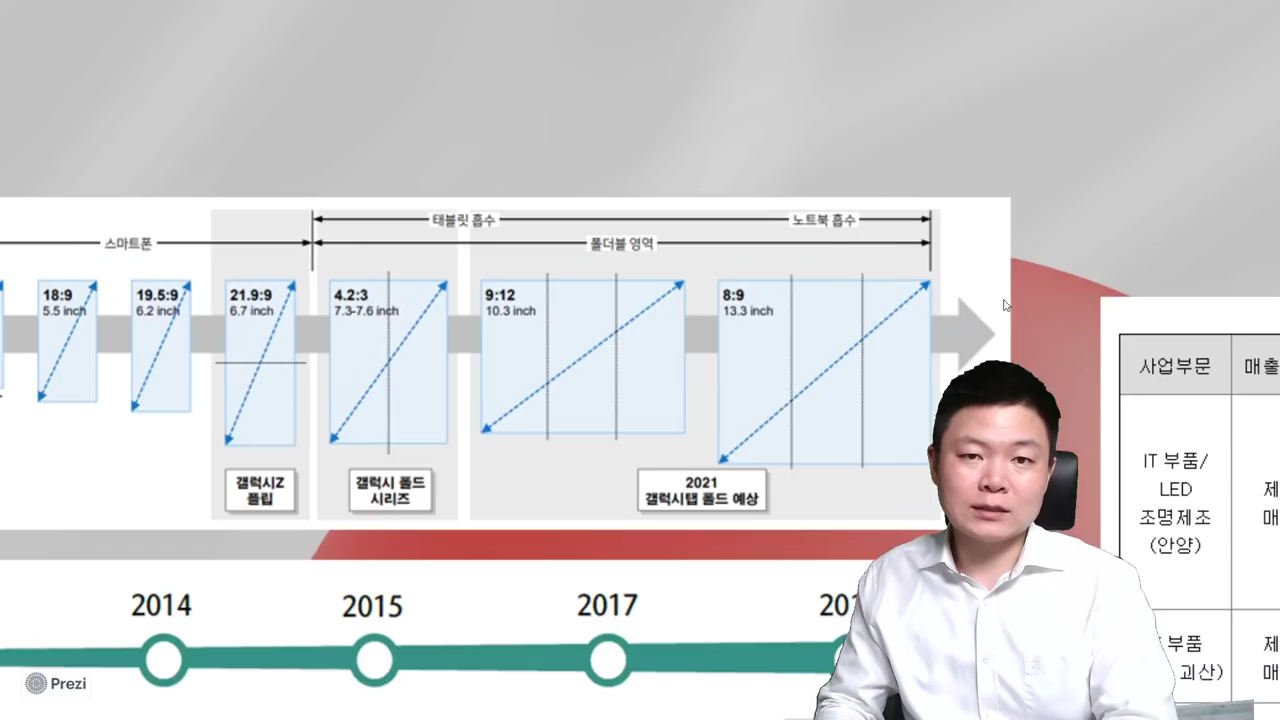 태블릿 흡수
노트북 흡수
스마트폰
폴더블 영역
18:9
5.5 inch
19.5:9
6.2 inch
21.9:9
6.7 inch
4.2:3
7.3-7.6 inch
9:12
10.3 inch
8:9
13.3 inch
갤럭시Z
플립
갤럭시 폴드
시리즈
2021
갤럭시탭 폴드 예상
사업부문
매출
IT 부품/
LED
조명제조
(안양)
제
매
부품
괴산)
제
매
2014
2015
2017
Prezi